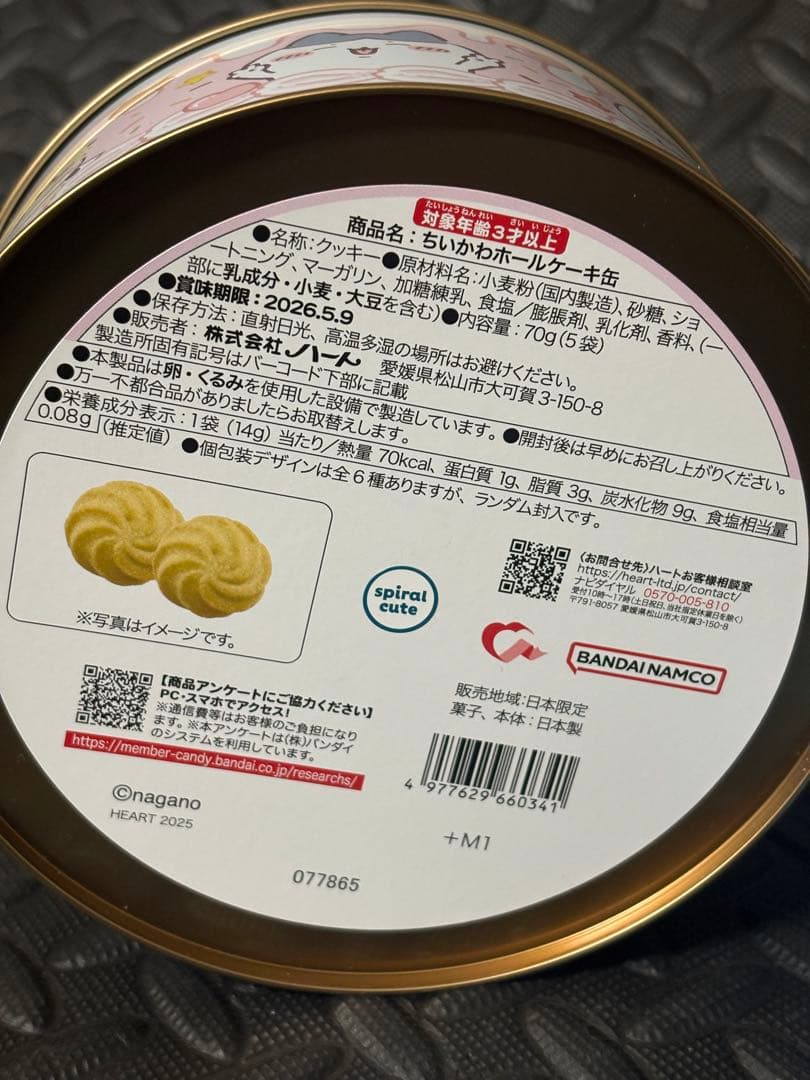 たいしょうねんれい さいいじょう
対象年齢3才以上
商品名：ちいかわホールケーキ缶
●名称：クッキー●原材料名：小麦粉(国内製造)、砂糖、ショ
ートニング、マーガリン、加糖練乳、食塩／膨脹剤、乳化剤、香料、(一
部に乳成分・小麦・大豆を含む)●内容量：70g(5袋)
●賞味期限：2026.5.9
●保存方法：直射日光、高温多湿の場所はお避けください。
●販売者：株式会社ハート 愛媛県松山市大可賀3-150-8
製造所固有記号はバーコード下部に記載
●本製品は卵・くるみを使用した設備で製造しています。●開封後は早めにお召し上がりください。
●万一不都合品がありましたらお取替えします。
●栄養成分表示：1袋(14g)当たり／熱量 70kcal、蛋白質 1g、脂質 3g、炭水化物 9g、食塩相当量
0.08g (推定値) ●個包装デザインは全6種ありますが、ランダム封入です。
※写真はイメージです。
spiral
cute
〈お問合せ先〉ハートお客様相談室
https://heart-ltd.jp/contact/
ナビダイヤル 0570-005-810
受付10時〜17時(土日祝日、当社指定休業日を除く)
〒791-8057 愛媛県松山市大可賀3-150-8
BANDAI NAMCO
販売地域：日本限定
菓子、本体：日本製
【商品アンケートにご協力ください】
PC・スマホでアクセス！
※通信費等はお客様のご負担になり
ます。※本アンケートは(株)バンダイ
のシステムを利用しています。
https://member-candy.bandai.co.jp/researchs/
4 977629 660341
©nagano
HEART 2025
+M1
077865